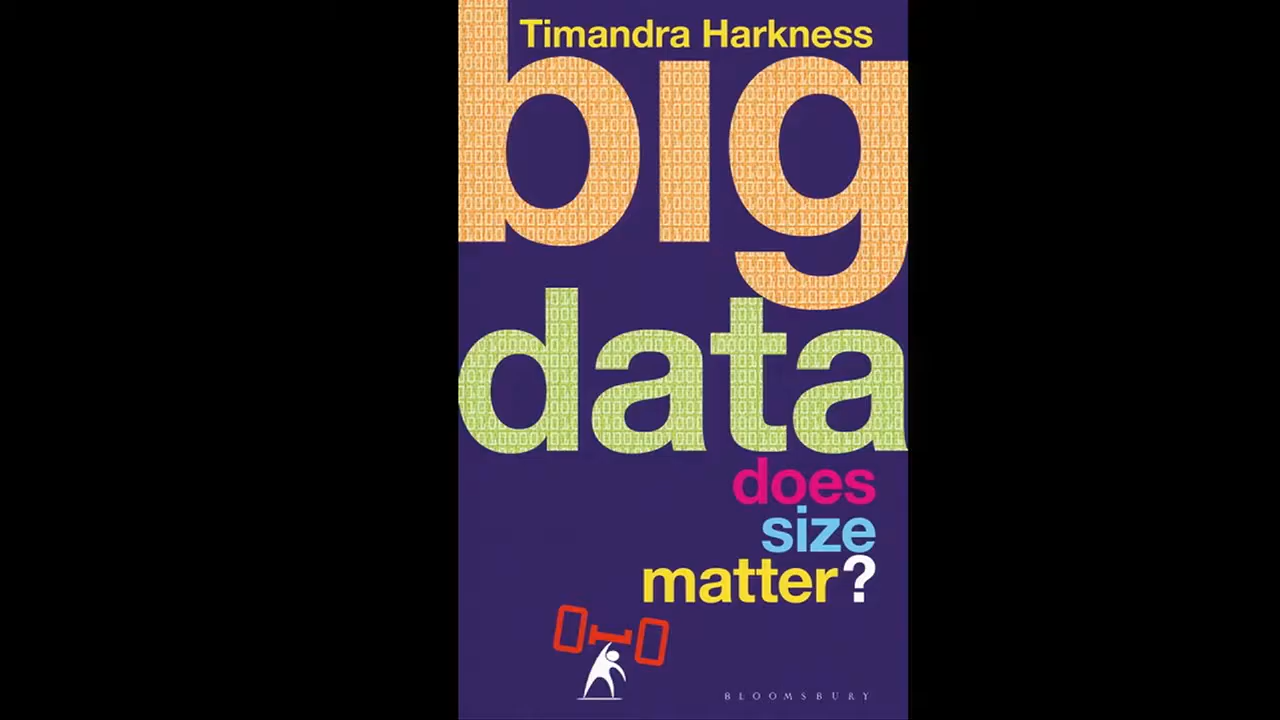 Timandra Harkness
big
data
does
size
matter?
BLOOMSBURY